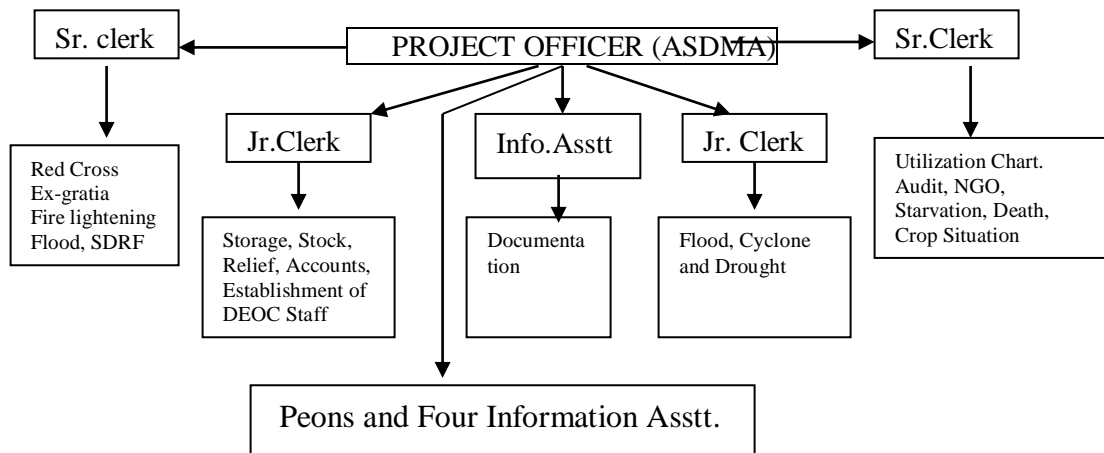 Sr. clerk
PROJECT OFFICER (ASDMA)
Sr.Clerk
Jr.Clerk
Info.Asstt
Jr. Clerk
Red Cross
Ex-gratia
Fire lightening
Flood, SDRF
Storage, Stock,
Relief, Accounts,
Establishment of
DEOC Staff
Documenta
tion
Flood, Cyclone
and Drought
Utilization Chart.
Audit, NGO,
Starvation, Death,
Crop Situation
Peons and Four Information Asstt.